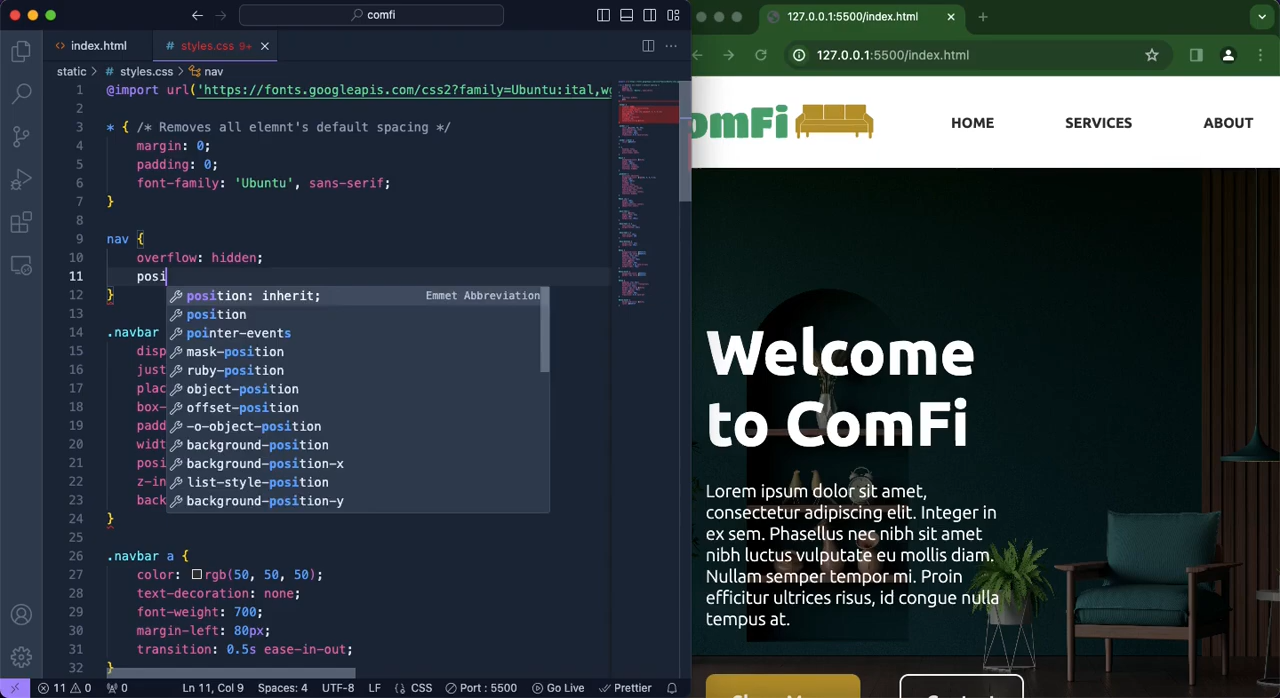 comfi
index.html
# styles.css 9+
static > # styles.css > nav
1 @import url('https://fonts.googleapis.com/css2?family=Ubuntu:ital,w
2
3 * { /* Removes all elemnt's default spacing */
4 margin: 0;
5 padding: 0;
6 font-family: 'Ubuntu', sans-serif;
7 }
8
9 nav {
10 overflow: hidden;
11 posi
12 }
13
14 .navbar
15 disp
16 just
17 plac
18 box-
19 padd
20 widt
21 posi
22 z-in
23 back
24 }
25
26 .navbar a {
27 color: rgb(50, 50, 50);
28 text-decoration: none;
29 font-weight: 700;
30 margin-left: 80px;
31 transition: 0.5s ease-in-out;
32 }
position: inherit; Emmet Abbreviation
position
pointer-events
mask-position
ruby-position
object-position
offset-position
-o-object-position
background-position
background-position-x
list-style-position
background-position-y
11 0 0 Ln 11, Col 9 Spaces: 4 UTF-8 LF {} CSS Port : 5500 Go Live Prettier
127.0.0.1:5500/index.html
127.0.0.1:5500/index.html
omFi
HOME SERVICES ABOUT
Welcome
to ComFi
Lorem ipsum dolor sit amet,
consectetur adipiscing elit. Integer in
ex sem. Phasellus nec nibh sit amet
nibh luctus vulputate eu mollis diam.
Nullam semper tempor mi. Proin
efficitur ultrices risus, id congue nulla
tempus at.